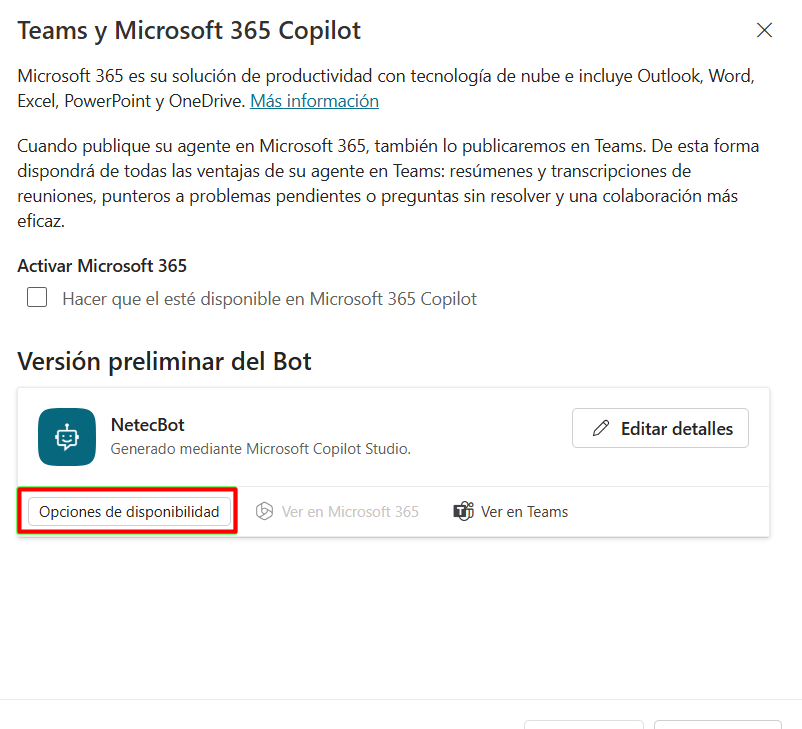 Teams y Microsoft 365 Copilot
Microsoft 365 es su solución de productividad con tecnología de nube e incluye Outlook, Word,
Excel, PowerPoint y OneDrive. Más información
Cuando publique su agente en Microsoft 365, también lo publicaremos en Teams. De esta forma
dispondrá de todas las ventajas de su agente en Teams: resúmenes y transcripciones de
reuniones, punteros a problemas pendientes o preguntas sin resolver y una colaboración más
eficaz.
Activar Microsoft 365
Hacer que el esté disponible en Microsoft 365 Copilot
Versión preliminar del Bot
NetecBot
Generado mediante Microsoft Copilot Studio.
Editar detalles
Opciones de disponibilidad
Ver en Microsoft 365
Ver en Teams